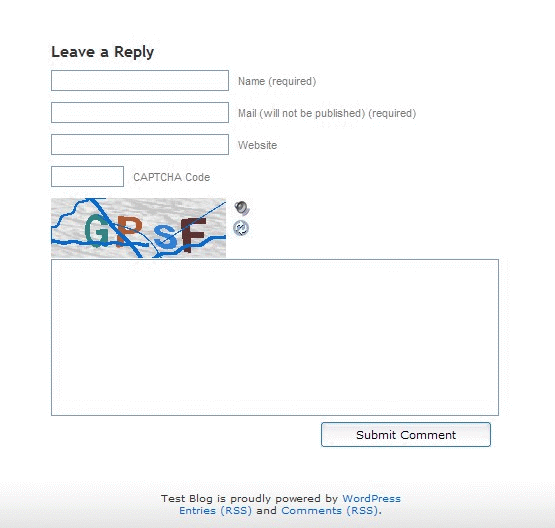 Leave a Reply
Name (required)
Mail (will not be published) (required)
Website
CAPTCHA Code
GPSF
Submit Comment
Test Blog is proudly powered by WordPress
Entries (RSS) and Comments (RSS).